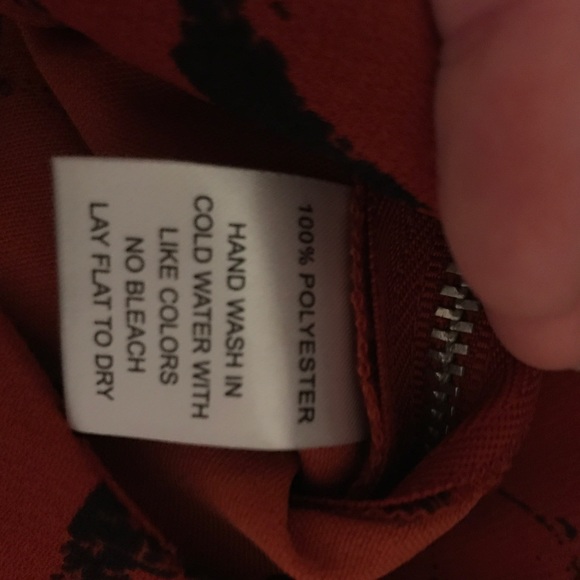 100% POLYESTER
HAND WASH IN
COLD WATER WITH
LIKE COLORS
NO BLEACH
LAY FLAT TO DRY